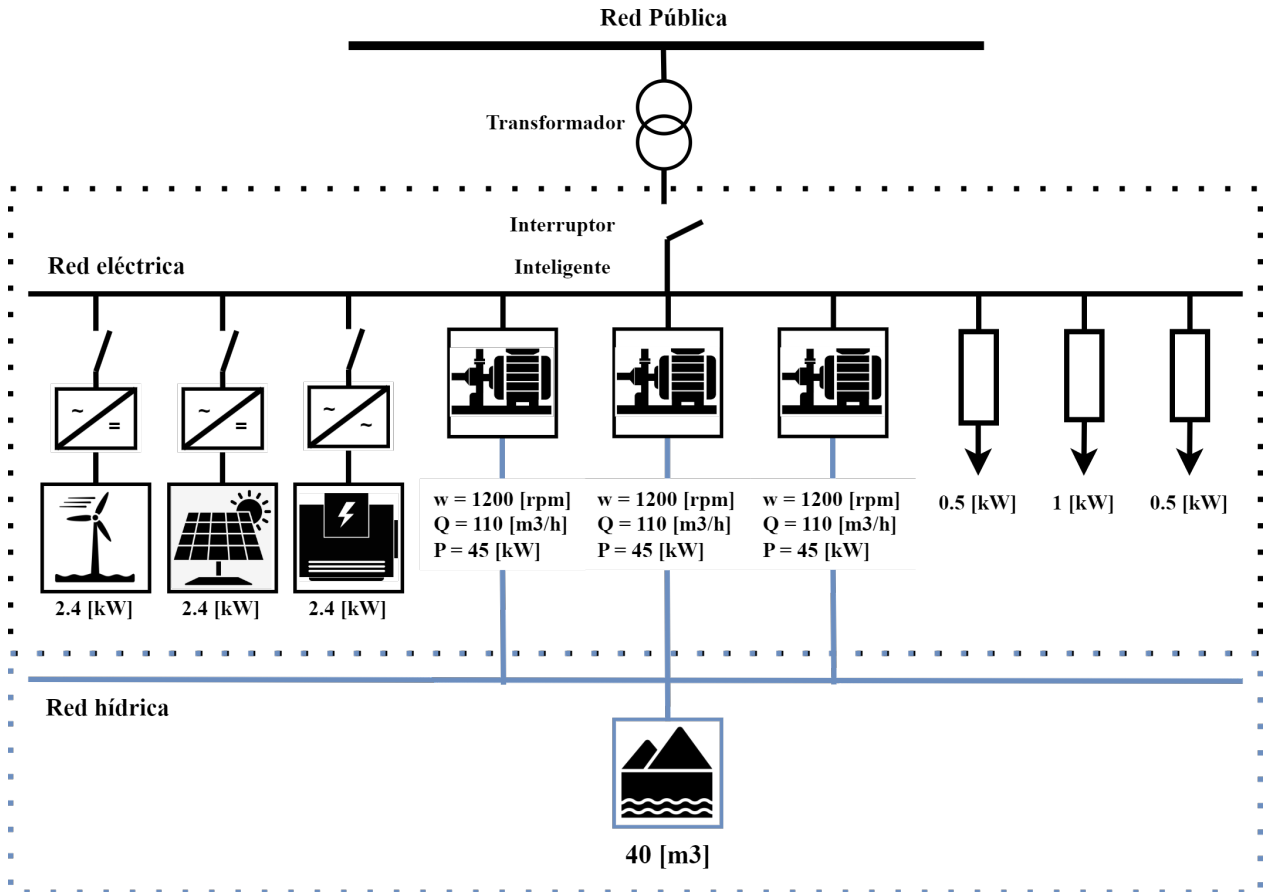 Red Pública
Transformador
Interruptor
Inteligente
Red eléctrica
~
=
~
=
~
~
2.4 [kW]
2.4 [kW]
2.4 [kW]
w = 1200 [rpm]
Q = 110 [m3/h]
P = 45 [kW]
w = 1200 [rpm]
Q = 110 [m3/h]
P = 45 [kW]
w = 1200 [rpm]
Q = 110 [m3/h]
P = 45 [kW]
0.5 [kW]
1 [kW]
0.5 [kW]
Red hídrica
40 [m3]